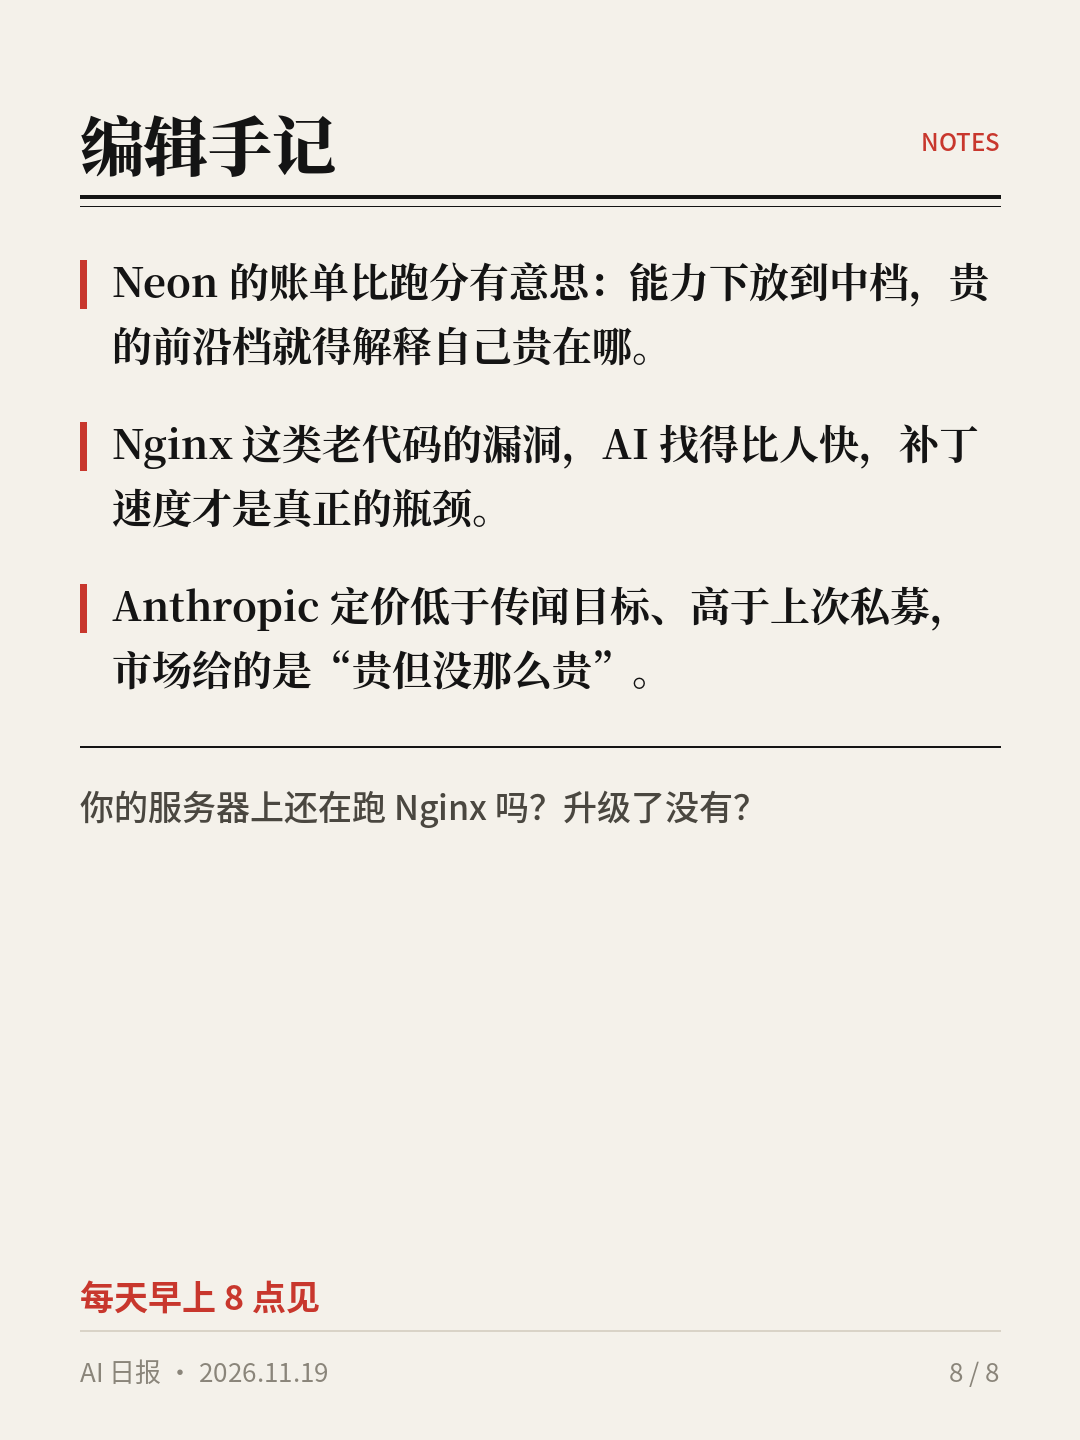 编辑手记
NOTES
Neon 的账单比跑分有意思：能力下放到中档，贵
的前沿档就得解释自己贵在哪。
Nginx 这类老代码的漏洞，AI 找得比人快，补丁
速度才是真正的瓶颈。
Anthropic 定价低于传闻目标、高于上次私募，
市场给的是“贵但没那么贵”。
你的服务器上还在跑 Nginx 吗？升级了没有？
每天早上 8 点见
AI 日报 · 2026.11.19
8 / 8